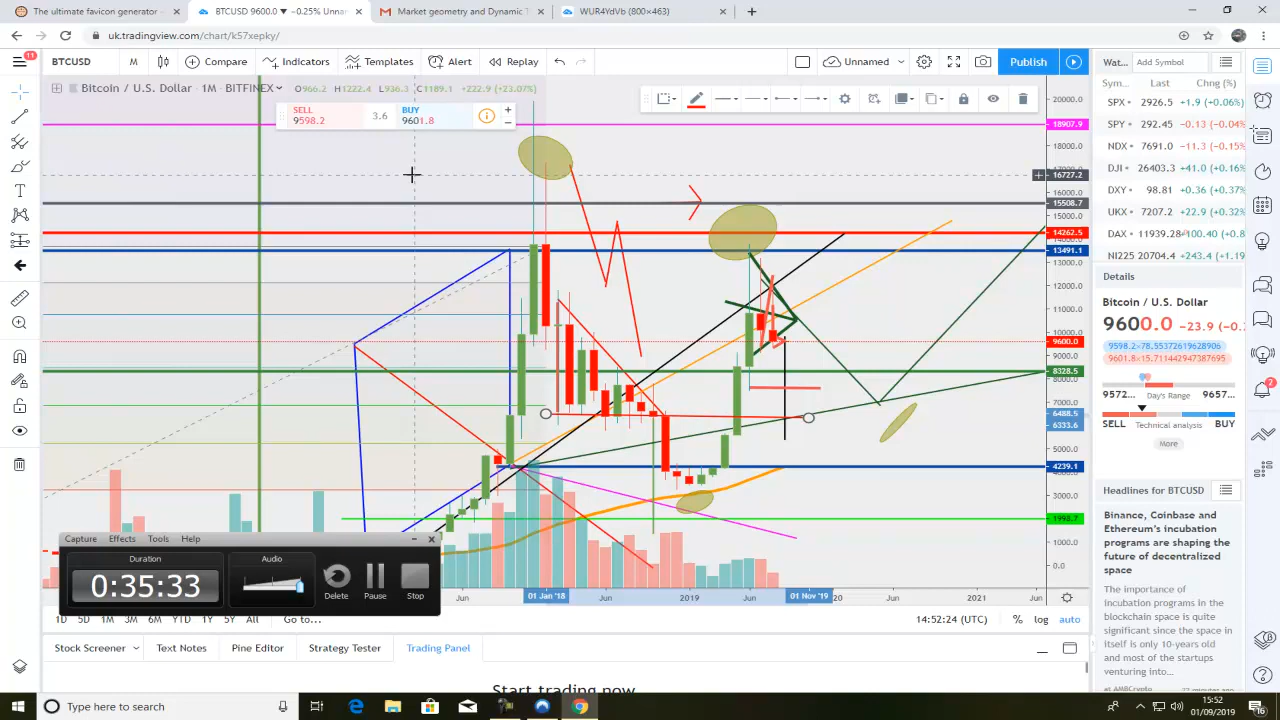 The ultimate favicon generator -
BTCUSD 9600.0 ▼ −0.25% Unnar
Market geometry and Dynamic T
WUR4YdVb (800×463)
uk.tradingview.com/chart/k57xepky/
11
BTCUSD
M
Compare
Indicators
Templates
Alert
Replay
Unnamed
Publish
Wat...
Add Symbol
Bitcoin / U.S. Dollar · 1M · BITFINEX
O966.2 H1222.4 L935.3 C1189.1 +222.9 (+23.07%)
SELL
9598.2
3.6
BUY
9601.8
Sym...
Last
Chng (%)
SPX
2926.5
+1.9 (+0.06%)
SPY
292.45
-0.13 (-0.04%
NDX
7691.0
-11.3 (-0.15%
DJI
26403.3
+41.0 (+0.16%
DXY
98.81
+0.36 (+0.37%
UKX
7207.2
+22.9 (+0.32%
DAX
11939.28
+100.40 (+0.8
NI225
20704.4
+243.4 (+1.19
20000.0
18907.9
18000.0
16727.2
16000.0
15508.7
15000.0
14262.5
13491.1
13000.0
12000.0
11000.0
10000.0
9600.0
9000.0
8328.5
8000.0
7000.0
6488.5
6333.6
5000.0
4239.1
3000.0
1998.7
1000.0
0.0
Details
Bitcoin / U.S. Dollar
9600.0 −23.9 (−0.2
9598.2×78.55372619628906
9601.8×15.711442947387695
9572...
Days Range
9657...
SELL
Technical analysis
BUY
More
2
Headlines for BTCUSD
Binance, Coinbase and
Ethereum's incubation
programs are shaping the
future of decentralized
space
The importance of
incubation programs in the
blockchain space is quite
significant since the space in
itself is only 10-years old
and most of the startups
venturing into...
AMBCrypto
22 minutes ago
Capture Effects Tools Help
Duration
0:35:33
Audio
Delete
Pause
Stop
Jun
01 Jan '18
Jun
2019
Jun
01 Nov '19
20
Jun
2021
Jun
1D 5D 1M 3M 6M YTD 1Y 5Y All Go to...
14:52:24 (UTC)
%
log
auto
Stock Screener
Text Notes
Pine Editor
Strategy Tester
Trading Panel
Start trading now
Type here to search
15:52
01/09/2019
16